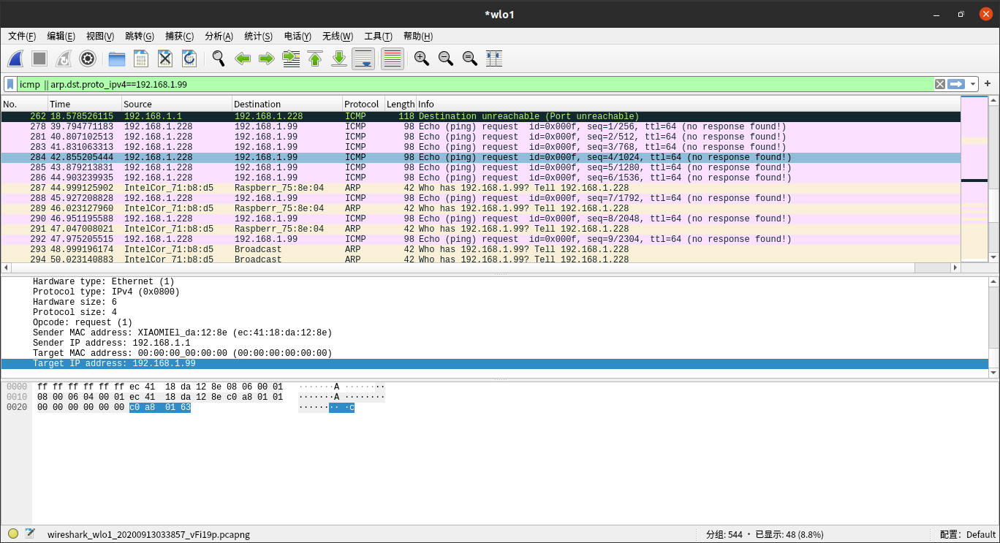 *wlo1
文件(F) 编辑(E) 视图(V) 跳转(G) 捕获(C) 分析(A) 统计(S) 电话(Y) 无线(W) 工具(T) 帮助(H)
icmp || arp.dst.proto_ipv4==192.168.1.99
No. Time Source Destination Protocol Length Info
262 18.578526115 192.168.1.1 192.168.1.228 ICMP 118 Destination unreachable (Port unreachable)
278 39.794771183 192.168.1.228 192.168.1.99 ICMP 98 Echo (ping) request id=0x000f, seq=1/256, ttl=64 (no response found!)
281 40.807102513 192.168.1.228 192.168.1.99 ICMP 98 Echo (ping) request id=0x000f, seq=2/512, ttl=64 (no response found!)
283 41.831063313 192.168.1.228 192.168.1.99 ICMP 98 Echo (ping) request id=0x000f, seq=3/768, ttl=64 (no response found!)
284 42.855205444 192.168.1.228 192.168.1.99 ICMP 98 Echo (ping) request id=0x000f, seq=4/1024, ttl=64 (no response found!)
285 43.879213831 192.168.1.228 192.168.1.99 ICMP 98 Echo (ping) request id=0x000f, seq=5/1280, ttl=64 (no response found!)
286 44.903239935 192.168.1.228 192.168.1.99 ICMP 98 Echo (ping) request id=0x000f, seq=6/1536, ttl=64 (no response found!)
287 44.999125902 IntelCor_71:b8:d5 Raspberr_75:8e:04 ARP 42 Who has 192.168.1.99? Tell 192.168.1.228
288 45.927208828 192.168.1.228 192.168.1.99 ICMP 98 Echo (ping) request id=0x000f, seq=7/1792, ttl=64 (no response found!)
289 46.023127960 IntelCor_71:b8:d5 Raspberr_75:8e:04 ARP 42 Who has 192.168.1.99? Tell 192.168.1.228
290 46.951195588 192.168.1.228 192.168.1.99 ICMP 98 Echo (ping) request id=0x000f, seq=8/2048, ttl=64 (no response found!)
291 47.047008021 IntelCor_71:b8:d5 Raspberr_75:8e:04 ARP 42 Who has 192.168.1.99? Tell 192.168.1.228
292 47.975205515 192.168.1.228 192.168.1.99 ICMP 98 Echo (ping) request id=0x000f, seq=9/2304, ttl=64 (no response found!)
293 48.999196174 IntelCor_71:b8:d5 Broadcast ARP 42 Who has 192.168.1.99? Tell 192.168.1.228
294 50.023140883 IntelCor_71:b8:d5 Broadcast ARP 42 Who has 192.168.1.99? Tell 192.168.1.228
Hardware type: Ethernet (1)
Protocol type: IPv4 (0x0800)
Hardware size: 6
Protocol size: 4
Opcode: request (1)
Sender MAC address: XIAOMIEl_da:12:8e (ec:41:18:da:12:8e)
Sender IP address: 192.168.1.1
Target MAC address: 00:00:00_00:00:00 (00:00:00:00:00:00)
Target IP address: 192.168.1.99
0000 ff ff ff ff ff ff ec 41 18 da 12 8e 08 06 00 01 ·······A ········
0010 08 00 06 04 00 01 ec 41 18 da 12 8e c0 a8 01 01 ·······A ········
0020 00 00 00 00 00 00 c0 a8 01 63 ········ ·c
wireshark_wlo1_20200913033857_vFi19p.pcapng
分组: 544 · 已显示: 48 (8.8%)
配置: Default